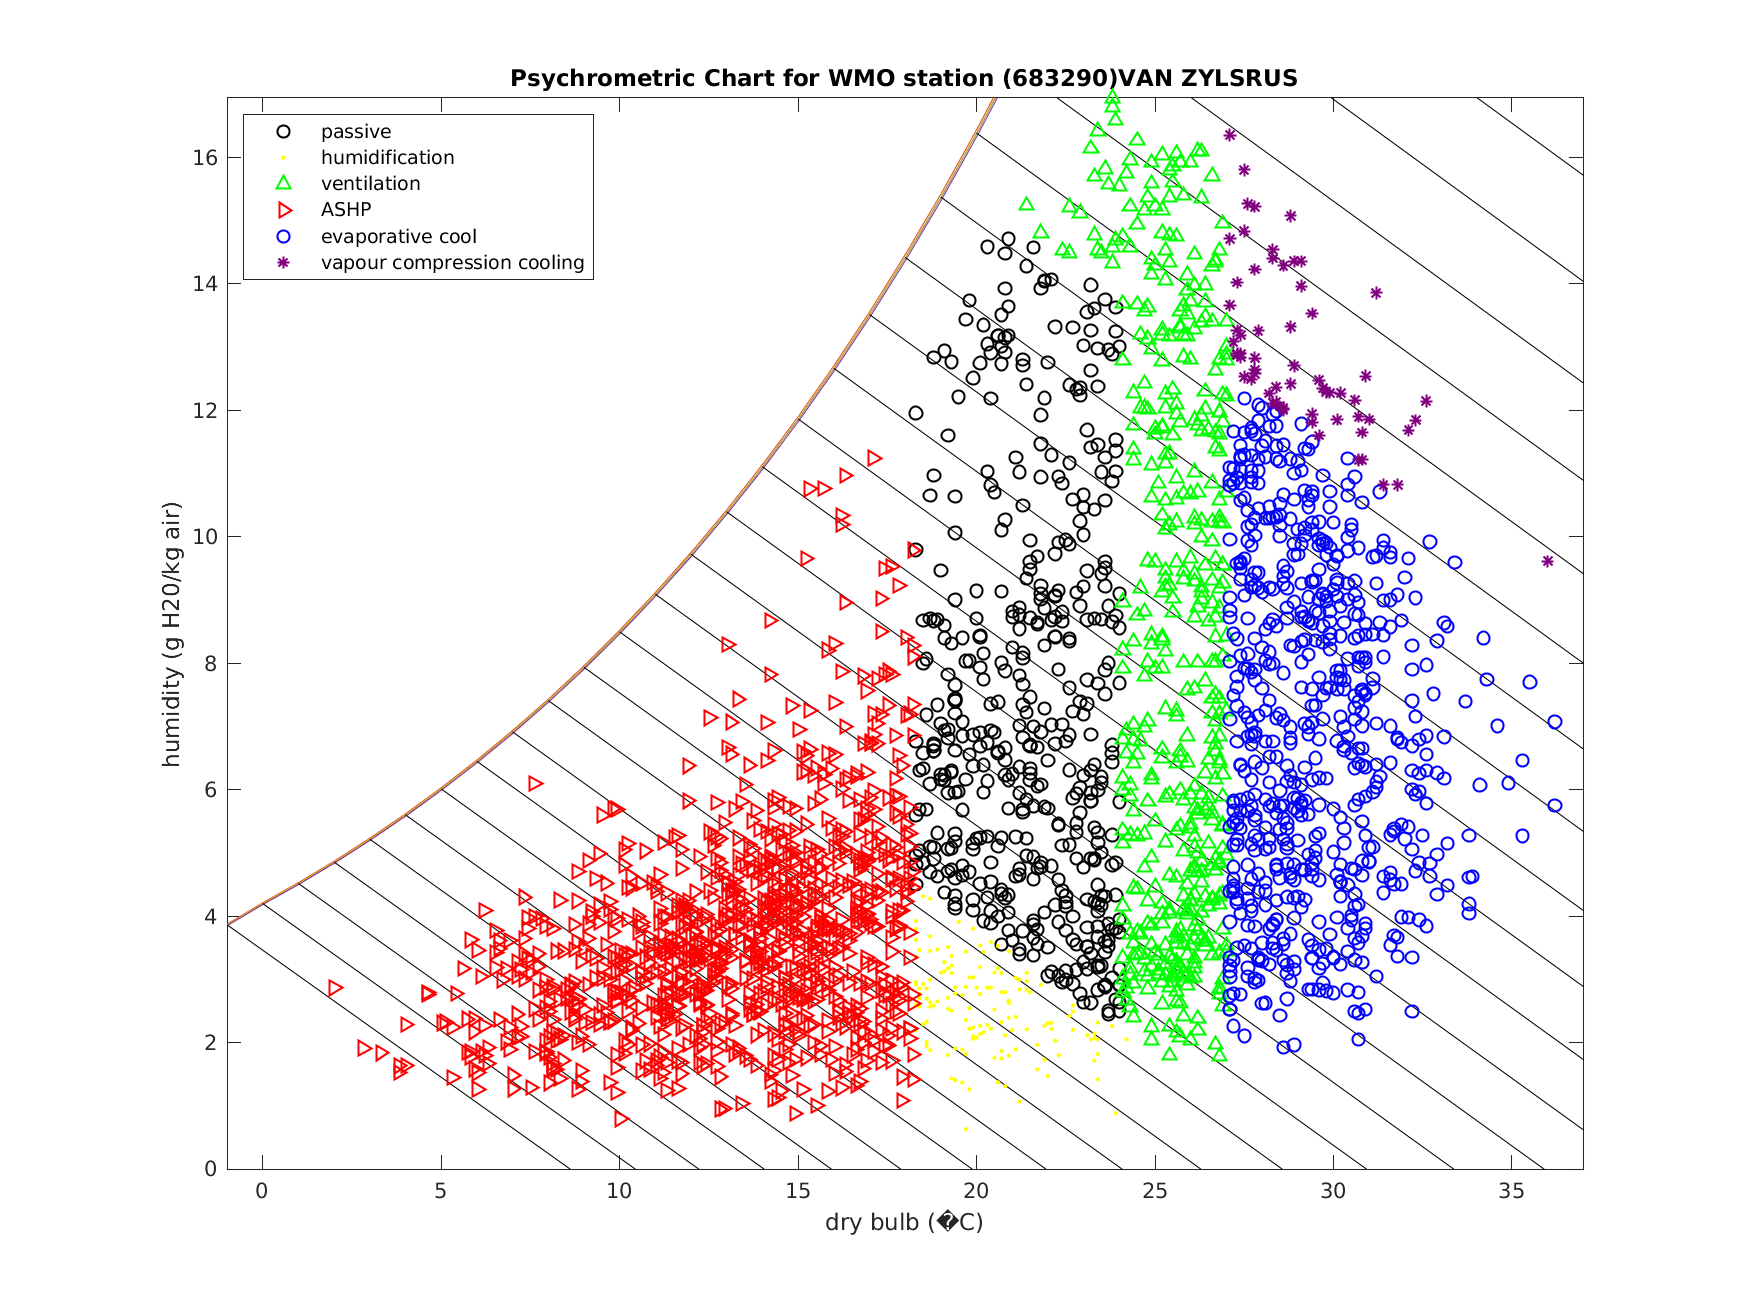 Psychrometric Chart for WMO station (683290)VAN ZYLSRUS
passive
humidification
ventilation
ASHP
evaporative cool
vapour compression cooling
humidity (g H20/kg air)
16
14
12
10
8
6
4
2
0
0 5 10 15 20 25 30 35
dry bulb (�C)